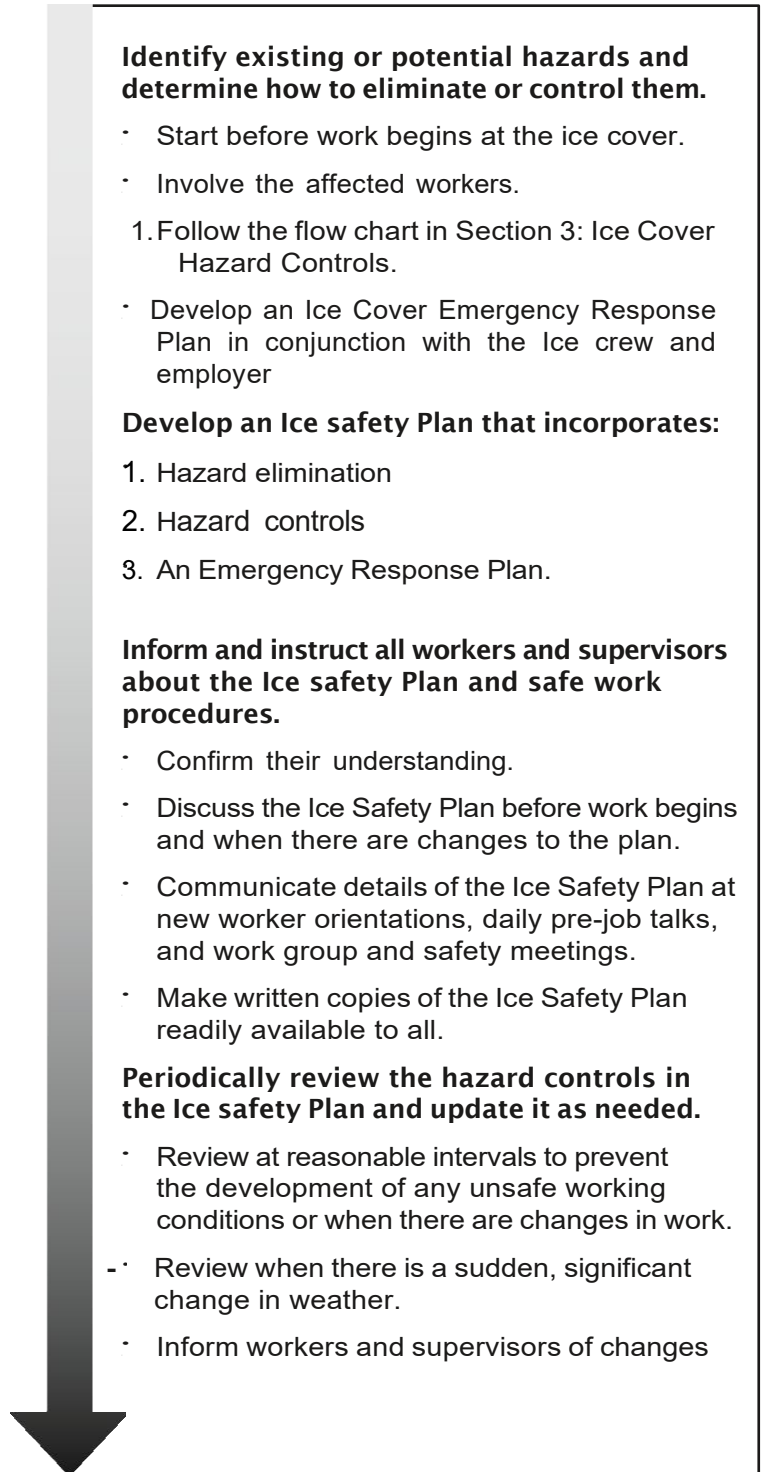 Identify existing or potential hazards and
determine how to eliminate or control them.
· Start before work begins at the ice cover.
· Involve the affected workers.
1.Follow the flow chart in Section 3: Ice Cover
Hazard Controls.
· Develop an Ice Cover Emergency Response
Plan in conjunction with the Ice crew and
employer
Develop an Ice safety Plan that incorporates:
1. Hazard elimination
2. Hazard controls
3. An Emergency Response Plan.
Inform and instruct all workers and supervisors
about the Ice safety Plan and safe work
procedures.
· Confirm their understanding.
· Discuss the Ice Safety Plan before work begins
and when there are changes to the plan.
· Communicate details of the Ice Safety Plan at
new worker orientations, daily pre-job talks,
and work group and safety meetings.
· Make written copies of the Ice Safety Plan
readily available to all.
Periodically review the hazard controls in
the Ice safety Plan and update it as needed.
· Review at reasonable intervals to prevent
the development of any unsafe working
conditions or when there are changes in work.
-· Review when there is a sudden, significant
change in weather.
· Inform workers and supervisors of changes